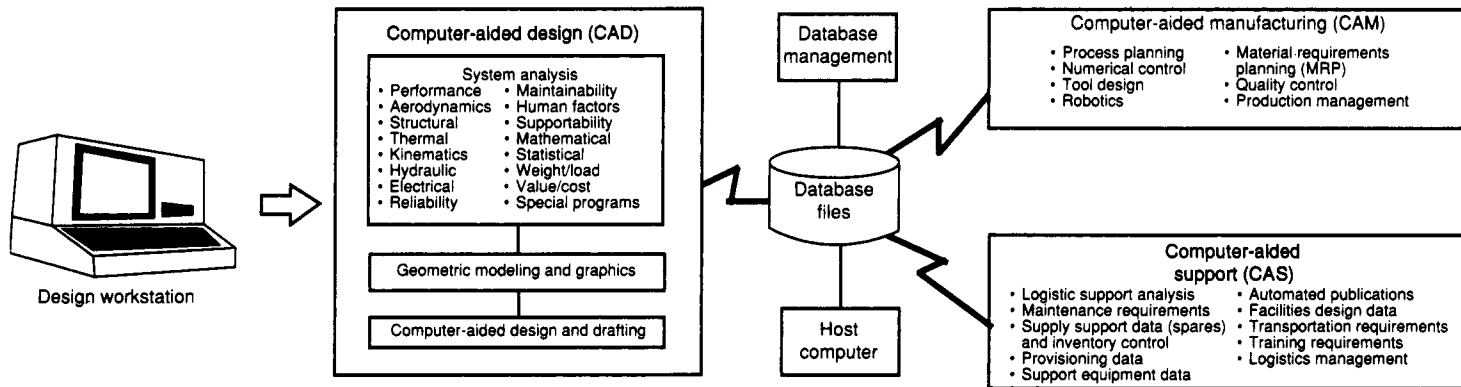 Design workstation
Computer-aided design (CAD)
System analysis
• Performance
• Aerodynamics
• Structural
• Thermal
• Kinematics
• Hydraulic
• Electrical
• Reliability
• Maintainability
• Human factors
• Supportability
• Mathematical
• Statistical
• Weight/load
• Value/cost
• Special programs
Geometric modeling and graphics
Computer-aided design and drafting
Database
management
Database
files
Host
computer
Computer-aided manufacturing (CAM)
• Process planning
• Numerical control
• Tool design
• Robotics
• Material requirements
planning (MRP)
• Quality control
• Production management
Computer-aided
support (CAS)
• Logistic support analysis
• Maintenance requirements
• Supply support data (spares)
and inventory control
• Provisioning data
• Support equipment data
• Automated publications
• Facilities design data
• Transportation requirements
• Training requirements
• Logistics management